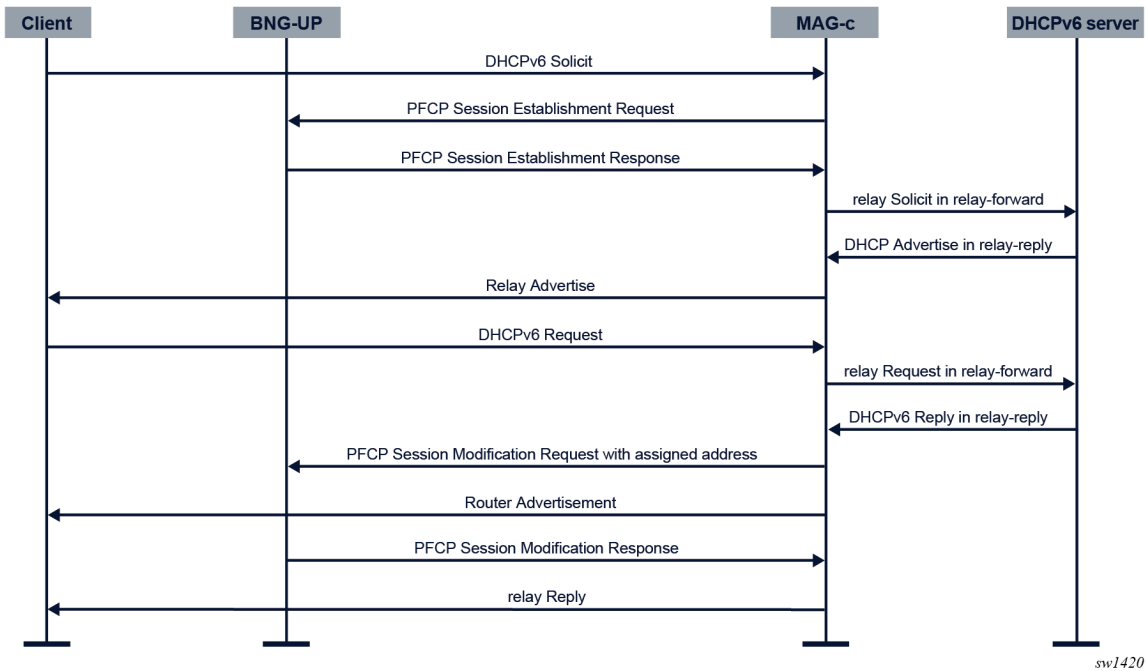 Client
BNG-UP
MAG-c
DHCPv6 server
DHCPv6 Solicit
PFCP Session Establishment Request
PFCP Session Establishment Response
relay Solicit in relay-forward
DHCP Advertise in relay-reply
Relay Advertise
DHCPv6 Request
relay Request in relay-forward
DHCPv6 Reply in relay-reply
PFCP Session Modification Request with assigned address
Router Advertisement
PFCP Session Modification Response
relay Reply
sw1420